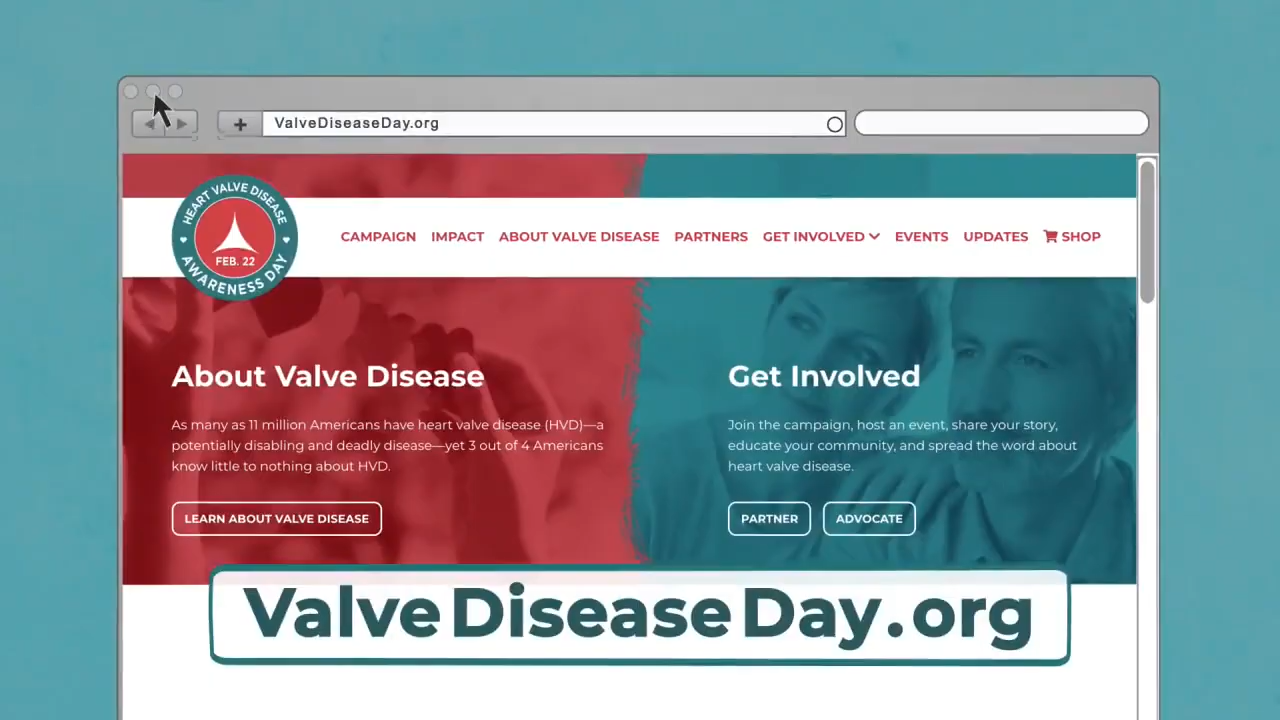 ValveDiseaseDay.org
HEART VALVE DISEASE
FEB. 22
AWARENESS DAY
CAMPAIGN IMPACT ABOUT VALVE DISEASE PARTNERS GET INVOLVED EVENTS UPDATES SHOP
About Valve Disease
As many as 11 million Americans have heart valve disease (HVD)—a
potentially disabling and deadly disease—yet 3 out of 4 Americans
know little to nothing about HVD.
LEARN ABOUT VALVE DISEASE
Get Involved
Join the campaign, host an event, share your story,
educate your community, and spread the word about
heart valve disease.
PARTNER ADVOCATE
ValveDiseaseDay.org